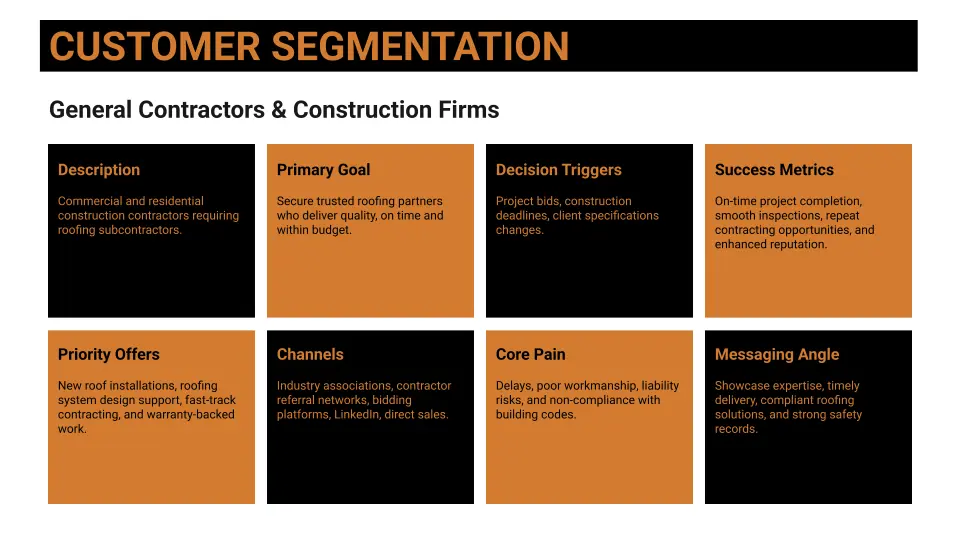 CUSTOMER SEGMENTATION
General Contractors & Construction Firms
Description
Commercial and residential
construction contractors requiring
roofing subcontractors.
Primary Goal
Secure trusted roofing partners
who deliver quality, on time and
within budget.
Decision Triggers
Project bids, construction
deadlines, client specifications
changes.
Success Metrics
On-time project completion,
smooth inspections, repeat
contracting opportunities, and
enhanced reputation.
Priority Offers
New roof installations, roofing
system design support, fast-track
contracting, and warranty-backed
work.
Channels
Industry associations, contractor
referral networks, bidding
platforms, LinkedIn, direct sales.
Core Pain
Delays, poor workmanship, liability
risks, and non-compliance with
building codes.
Messaging Angle
Showcase expertise, timely
delivery, compliant roofing
solutions, and strong safety
records.